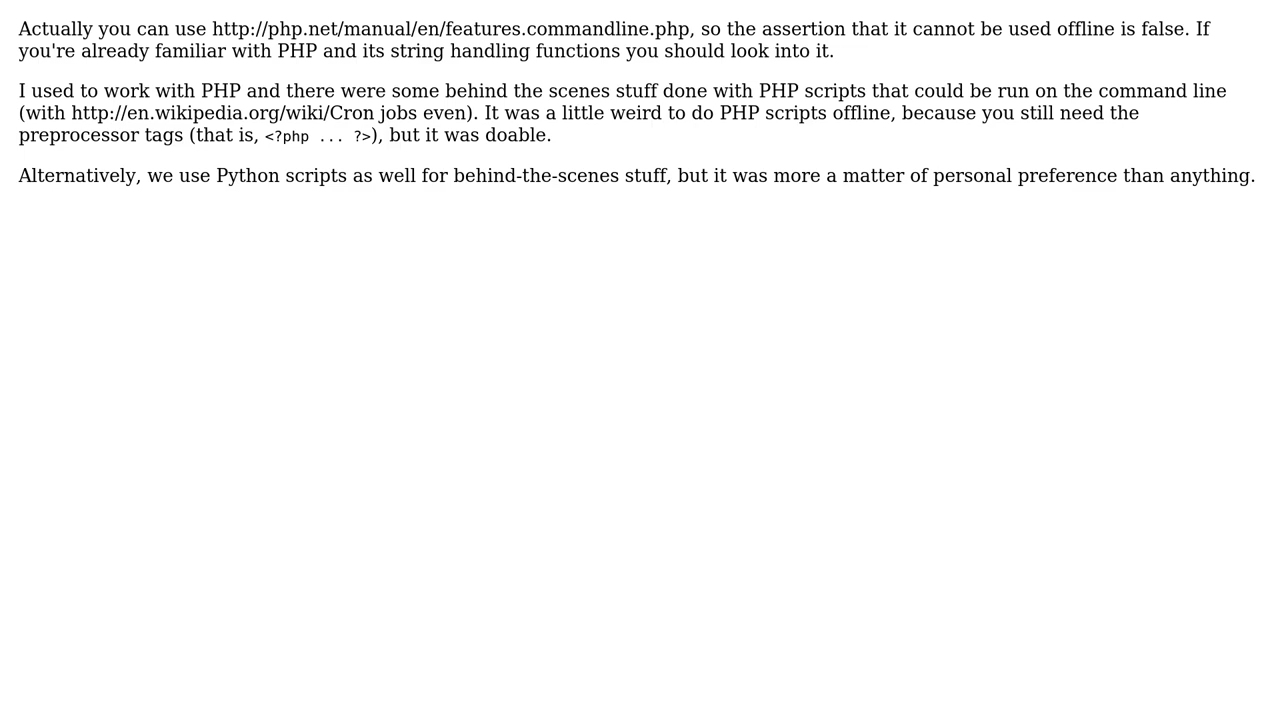 Actually you can use http://php.net/manual/en/features.commandline.php, so the assertion that it cannot be used offline is false. If
you're already familiar with PHP and its string handling functions you should look into it.
I used to work with PHP and there were some behind the scenes stuff done with PHP scripts that could be run on the command line
(with http://en.wikipedia.org/wiki/Cron jobs even). It was a little weird to do PHP scripts offline, because you still need the
preprocessor tags (that is, <?php ... ?>), but it was doable.
Alternatively, we use Python scripts as well for behind-the-scenes stuff, but it was more a matter of personal preference than anything.